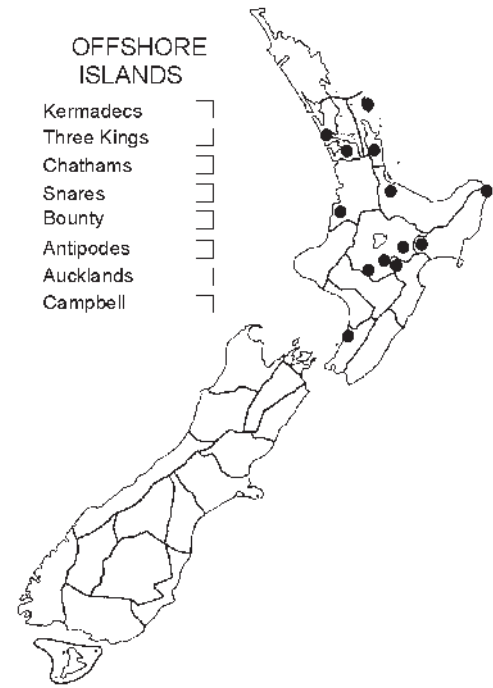 OFFSHORE
ISLANDS
Kermadecs
Three Kings
Chathams
Snares
Bounty
Antipodes
Aucklands
Campbell